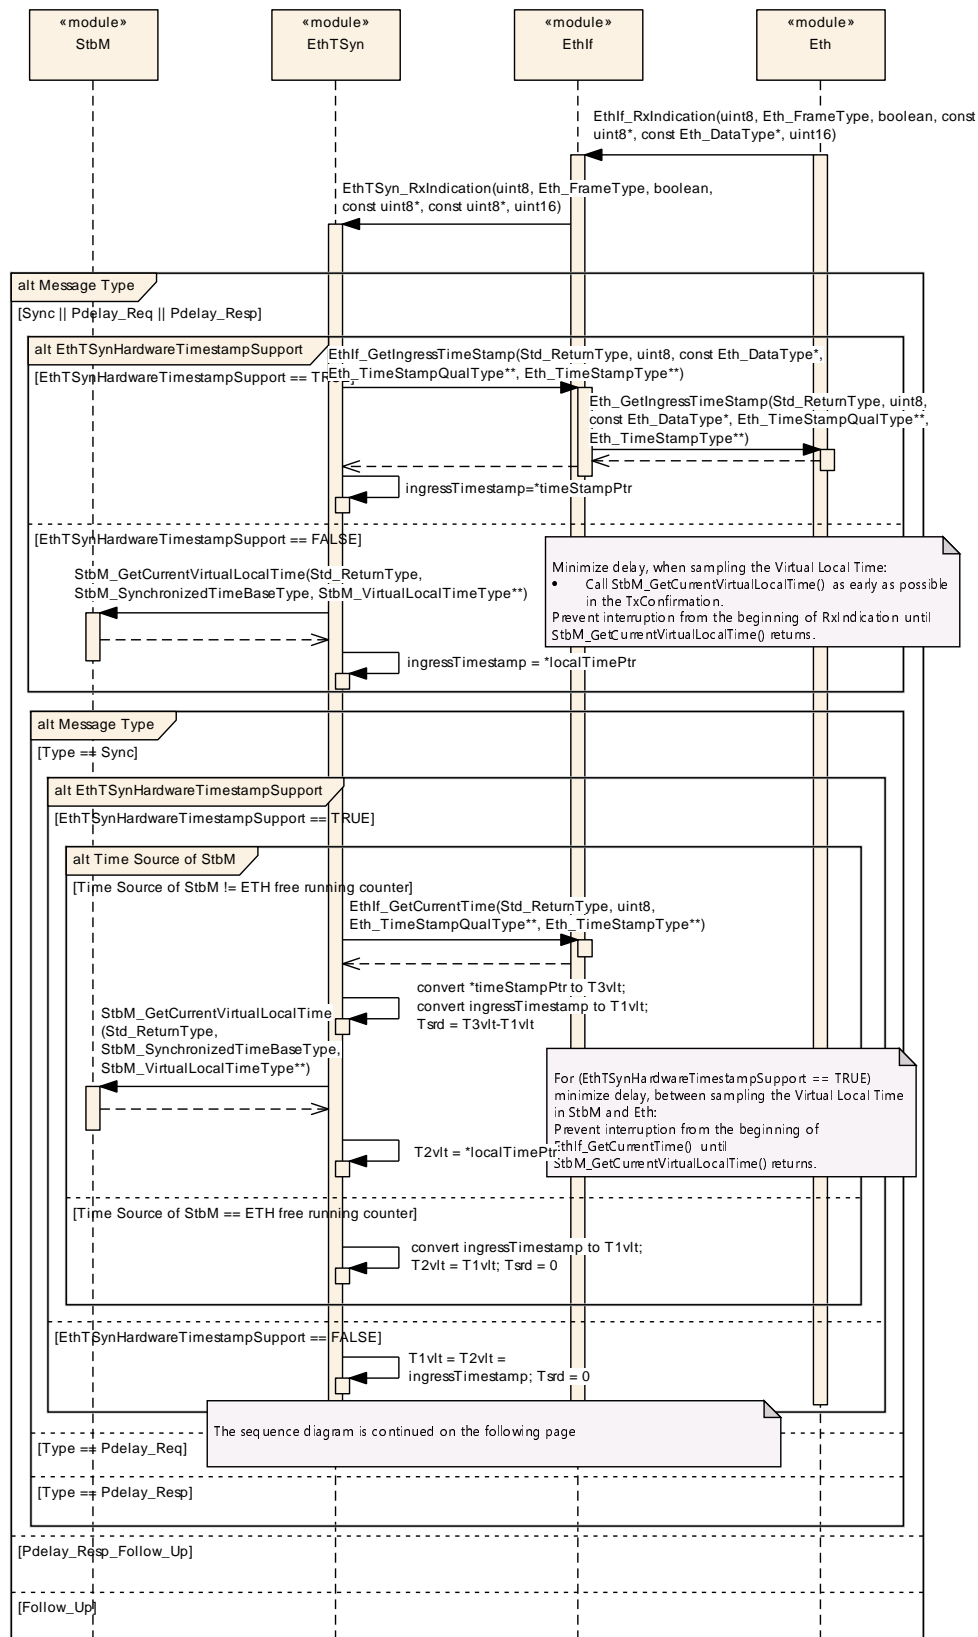 «module»
StbM
«module»
EthTSyn
«module»
EthIf
«module»
Eth
EthIf_RxIndication(uint8, Eth_FrameType, boolean, const
uint8*, const Eth_DataType*, uint16)
EthTSyn_RxIndication(uint8, Eth_FrameType, boolean,
const uint8*, const uint8*, uint16)
alt Message Type
[Sync || Pdelay_Req || Pdelay_Resp]
alt EthTSynHardwareTimestampSupport
EthIf_GetIngressTimeStamp(Std_ReturnType, uint8, const Eth_DataType*,
Eth_TimeStampQualType**, Eth_TimeStampType**)
[EthTSynHardwareTimestampSupport == TRUE]
Eth_GetIngressTimeStamp(Std_ReturnType, uint8,
const Eth_DataType*, Eth_TimeStampQualType**,
Eth_TimeStampType**)
ingressTimestamp=*timeStampPtr
[EthTSynHardwareTimestampSupport == FALSE]
Minimize delay, when sampling the Virtual Local Time:
• Call StbM_GetCurrentVirtualLocalTime() as early as possible
in the TxConfirmation.
Prevent interruption from the beginning of RxIndication until
StbM_GetCurrentVirtualLocalTime() returns.
StbM_GetCurrentVirtualLocalTime(Std_ReturnType,
StbM_SynchronizedTimeBaseType, StbM_VirtualLocalTimeType**)
ingressTimestamp = *localTimePtr
alt Message Type
[Type == Sync]
alt EthTSynHardwareTimestampSupport
[EthTSynHardwareTimestampSupport == TRUE]
alt Time Source of StbM
[Time Source of StbM != ETH free running counter]
EthIf_GetCurrentTime(Std_ReturnType, uint8,
Eth_TimeStampQualType**, Eth_TimeStampType**)
convert *timeStampPtr to T3vlt;
convert ingressTimestamp to T1vlt;
Tsrd = T3vlt-T1vlt
StbM_GetCurrentVirtualLocalTime
(Std_ReturnType,
StbM_SynchronizedTimeBaseType,
StbM_VirtualLocalTimeType**)
For (EthTSynHardwareTimestampSupport == TRUE)
minimize delay, between sampling the Virtual Local Time
in StbM and Eth:
Prevent interruption from the beginning of
EthIf_GetCurrentTime() until
StbM_GetCurrentVirtualLocalTime() returns.
T2vlt = *localTimePtr
[Time Source of StbM == ETH free running counter]
convert ingressTimestamp to T1vlt;
T2vlt = T1vlt; Tsrd = 0
[EthTSynHardwareTimestampSupport == FALSE]
T1vlt = T2vlt =
ingressTimestamp; Tsrd = 0
The sequence diagram is continued on the following page
[Type == Pdelay_Req]
[Type == Pdelay_Resp]
[Pdelay_Resp_Follow_Up]
[Follow_Up]